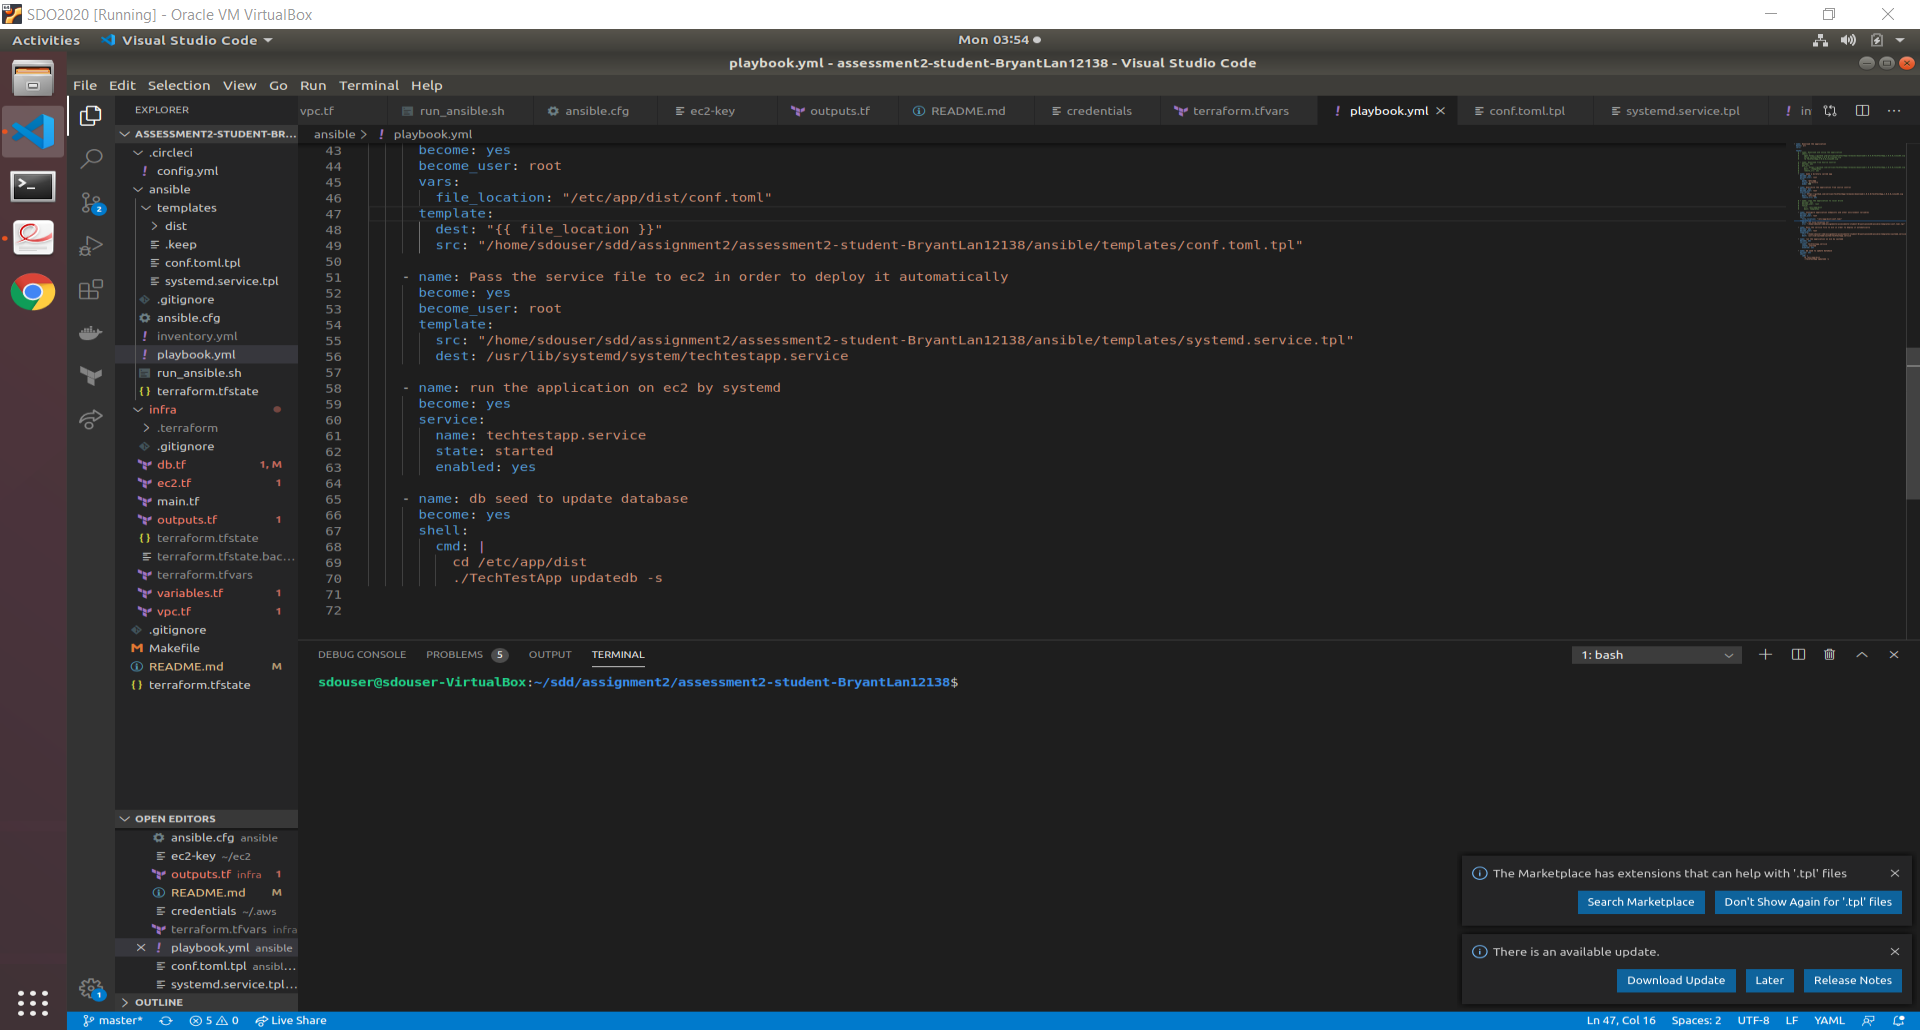 SDO2020 [Running] - Oracle VM VirtualBox
Activities Visual Studio Code Mon 03:54
playbook.yml - assessment2-student-BryantLan12138 - Visual Studio Code
File Edit Selection View Go Run Terminal Help
EXPLORER
vpc.tf run_ansible.sh ansible.cfg ec2-key outputs.tf README.md credentials terraform.tfvars playbook.yml conf.toml.tpl systemd.service.tpl in
ansible > playbook.yml
ASSESSMENT2-STUDENT-BR...
.circleci
config.yml
ansible
templates
dist
.keep
conf.toml.tpl
systemd.service.tpl
.gitignore
ansible.cfg
inventory.yml
playbook.yml
run_ansible.sh
terraform.tfstate
infra
.terraform
.gitignore
db.tf 1, M
ec2.tf 1
main.tf
outputs.tf 1
terraform.tfstate
terraform.tfstate.bac...
terraform.tfvars
variables.tf 1
vpc.tf 1
.gitignore
Makefile
README.md M
terraform.tfstate
OPEN EDITORS
ansible.cfg ansible
ec2-key ~/ec2
outputs.tf infra 1
README.md M
credentials ~/.aws
terraform.tfvars infra
playbook.yml ansible
conf.toml.tpl ansibl...
systemd.service.tpl...
OUTLINE
43 become: yes
44 become_user: root
45 vars:
46 file_location: "/etc/app/dist/conf.toml"
47 template:
48 dest: "{{ file_location }}"
49 src: "/home/sdouser/sdd/assignment2/assessment2-student-BryantLan12138/ansible/templates/conf.toml.tpl"
50
51 - name: Pass the service file to ec2 in order to deploy it automatically
52 become: yes
53 become_user: root
54 template:
55 src: "/home/sdouser/sdd/assignment2/assessment2-student-BryantLan12138/ansible/templates/systemd.service.tpl"
56 dest: /usr/lib/systemd/system/techtestapp.service
57
58 - name: run the application on ec2 by systemd
59 become: yes
60 service:
61 name: techtestapp.service
62 state: started
63 enabled: yes
64
65 - name: db seed to update database
66 become: yes
67 shell:
68 cmd: |
69 cd /etc/app/dist
70 ./TechTestApp updatedb -s
71
72
DEBUG CONSOLE PROBLEMS 5 OUTPUT TERMINAL 1: bash
sdouser@sdouser-VirtualBox:~/sdd/assignment2/assessment2-student-BryantLan12138$
The Marketplace has extensions that can help with '.tpl' files
Search Marketplace Don't Show Again for '.tpl' files
There is an available update.
Download Update Later Release Notes
master* 5 0 Live Share Ln 47, Col 16 Spaces: 2 UTF-8 LF YAML